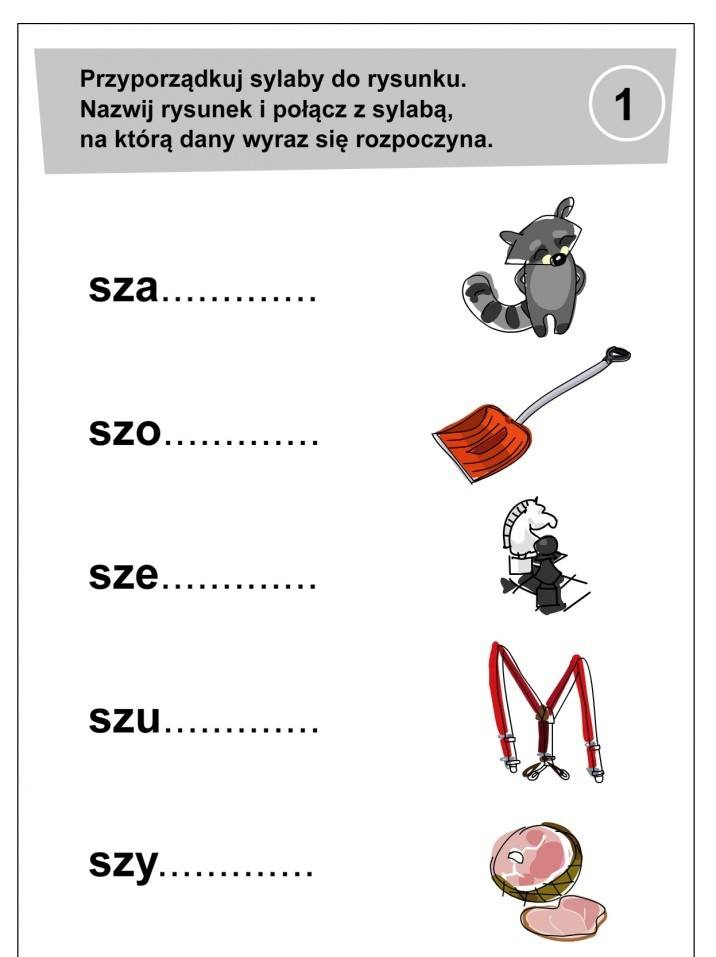 Przyporządkuj sylaby do rysunku.
Nazwij rysunek i połącz z sylabą,
na którą dany wyraz się rozpoczyna.
1
sza.............
szo.............
sze.............
szu.............
szy.............